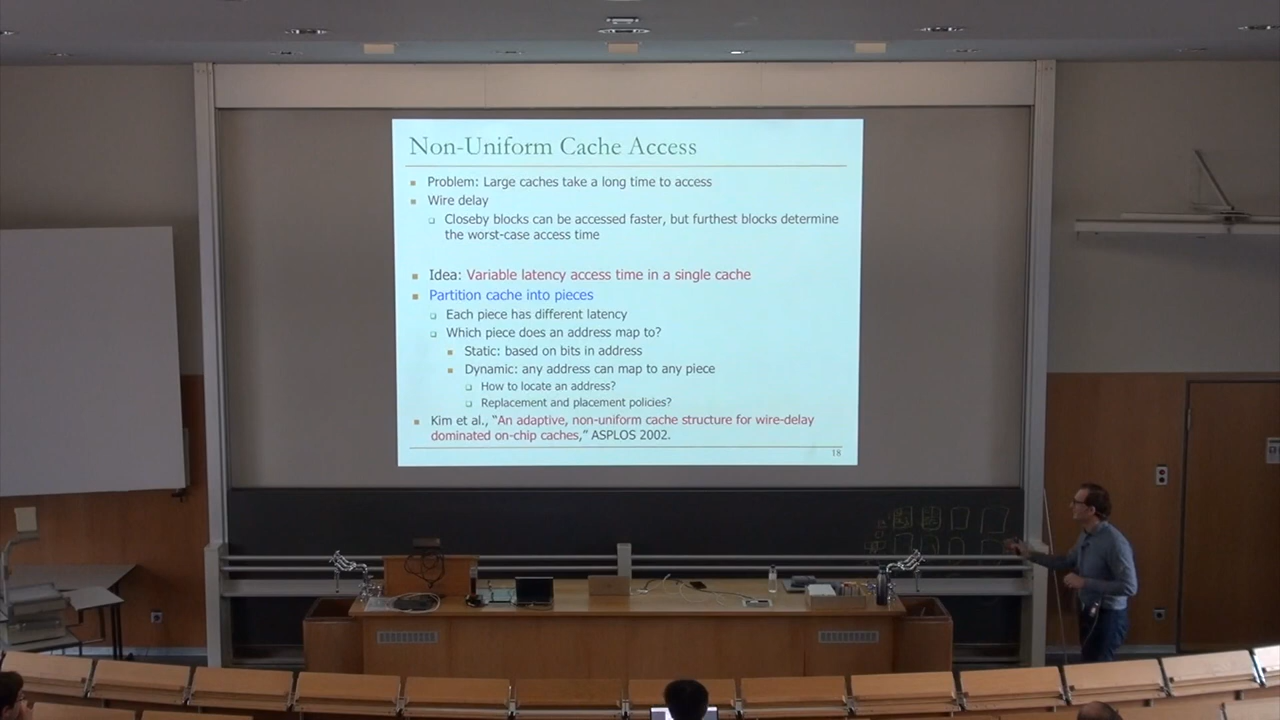 Non-Uniform Cache Access
Problem: Large caches take a long time to access
Wire delay
Closeby blocks can be accessed faster, but furthest blocks determine
the worst-case access time
Idea: Variable latency access time in a single cache
Partition cache into pieces
Each piece has different latency
Which piece does an address map to?
Static: based on bits in address
Dynamic: any address can map to any piece
How to locate an address?
Replacement and placement policies?
Kim et al., “An adaptive, non-uniform cache structure for wire-delay
dominated on-chip caches,” ASPLOS 2002.
18